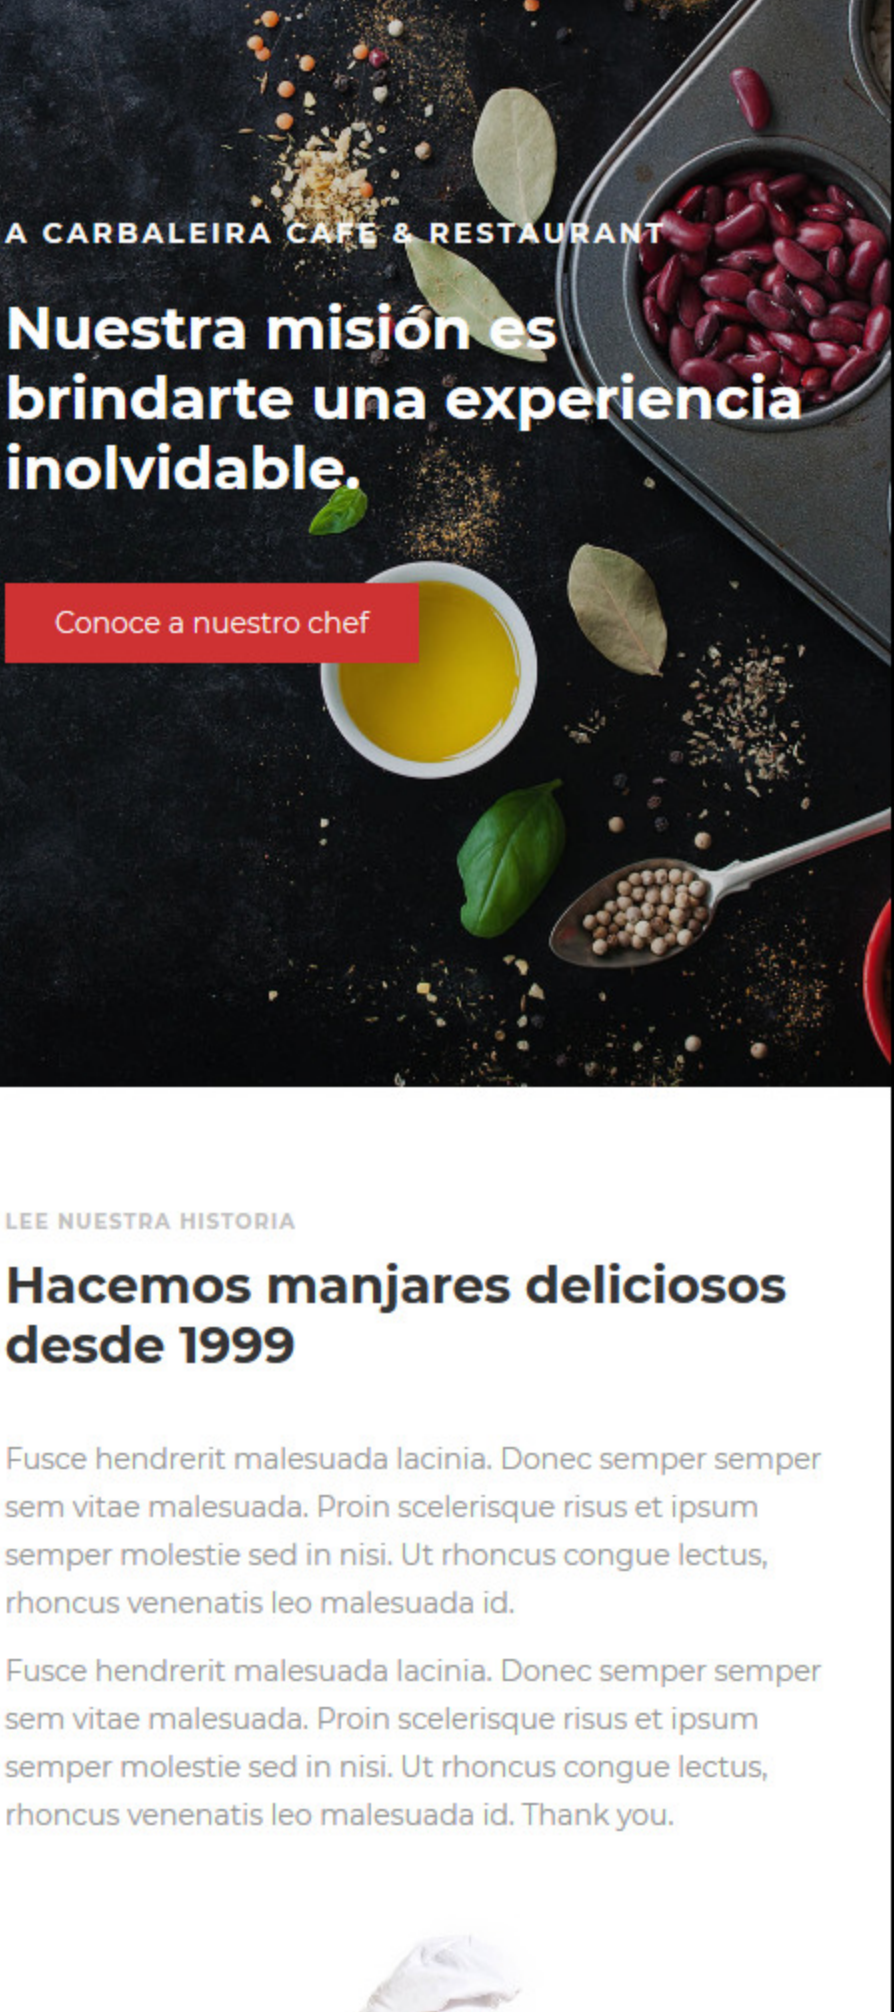 A CARBALEIRA CAFE & RESTAURANT
Nuestra misión es
brindarte una experiencia
inolvidable.
Conoce a nuestro chef
LEE NUESTRA HISTORIA
Hacemos manjares deliciosos
desde 1999
Fusce hendrerit malesuada lacinia. Donec semper semper
sem vitae malesuada. Proin scelerisque risus et ipsum
semper molestie sed in nisi. Ut rhoncus congue lectus,
rhoncus venenatis leo malesuada id.
Fusce hendrerit malesuada lacinia. Donec semper semper
sem vitae malesuada. Proin scelerisque risus et ipsum
semper molestie sed in nisi. Ut rhoncus congue lectus,
rhoncus venenatis leo malesuada id. Thank you.